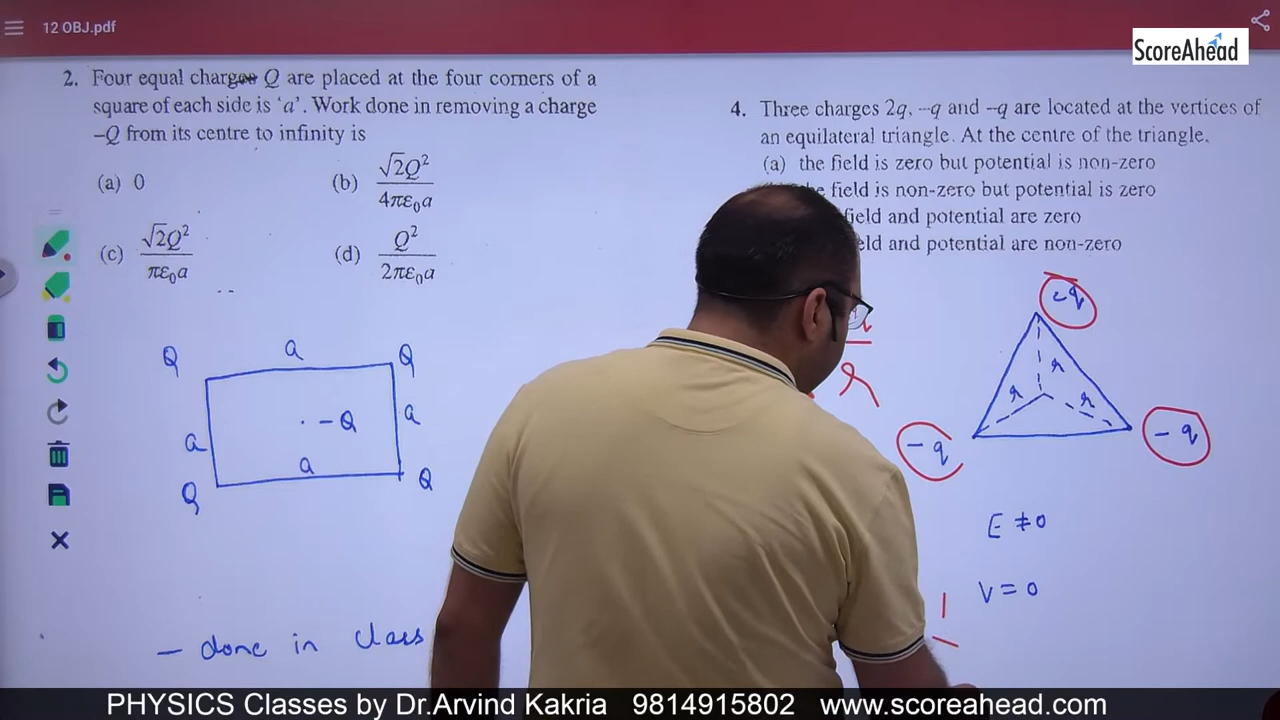 12 OBJ.pdf
ScoreAhead
2. Four equal charges Q are placed at the four corners of a
square of each side is 'a'. Work done in removing a charge
–Q from its centre to infinity is
(a) 0
(b) √2Q²/4πε₀a
(c) √2Q²/πε₀a
(d) Q²/2πε₀a
Q a Q
a - Q a
Q a Q
– done in class
4. Three charges 2q, –q and –q are located at the vertices of
an equilateral triangle. At the centre of the triangle.
(a) the field is zero but potential is non-zero
field is non-zero but potential is zero
field and potential are zero
and potential are non-zero
r
2q
r r r
-q -q
E ≠ 0
V = 0
1
PHYSICS Classes by Dr.Arvind Kakria 9814915802 www.scoreahead.com